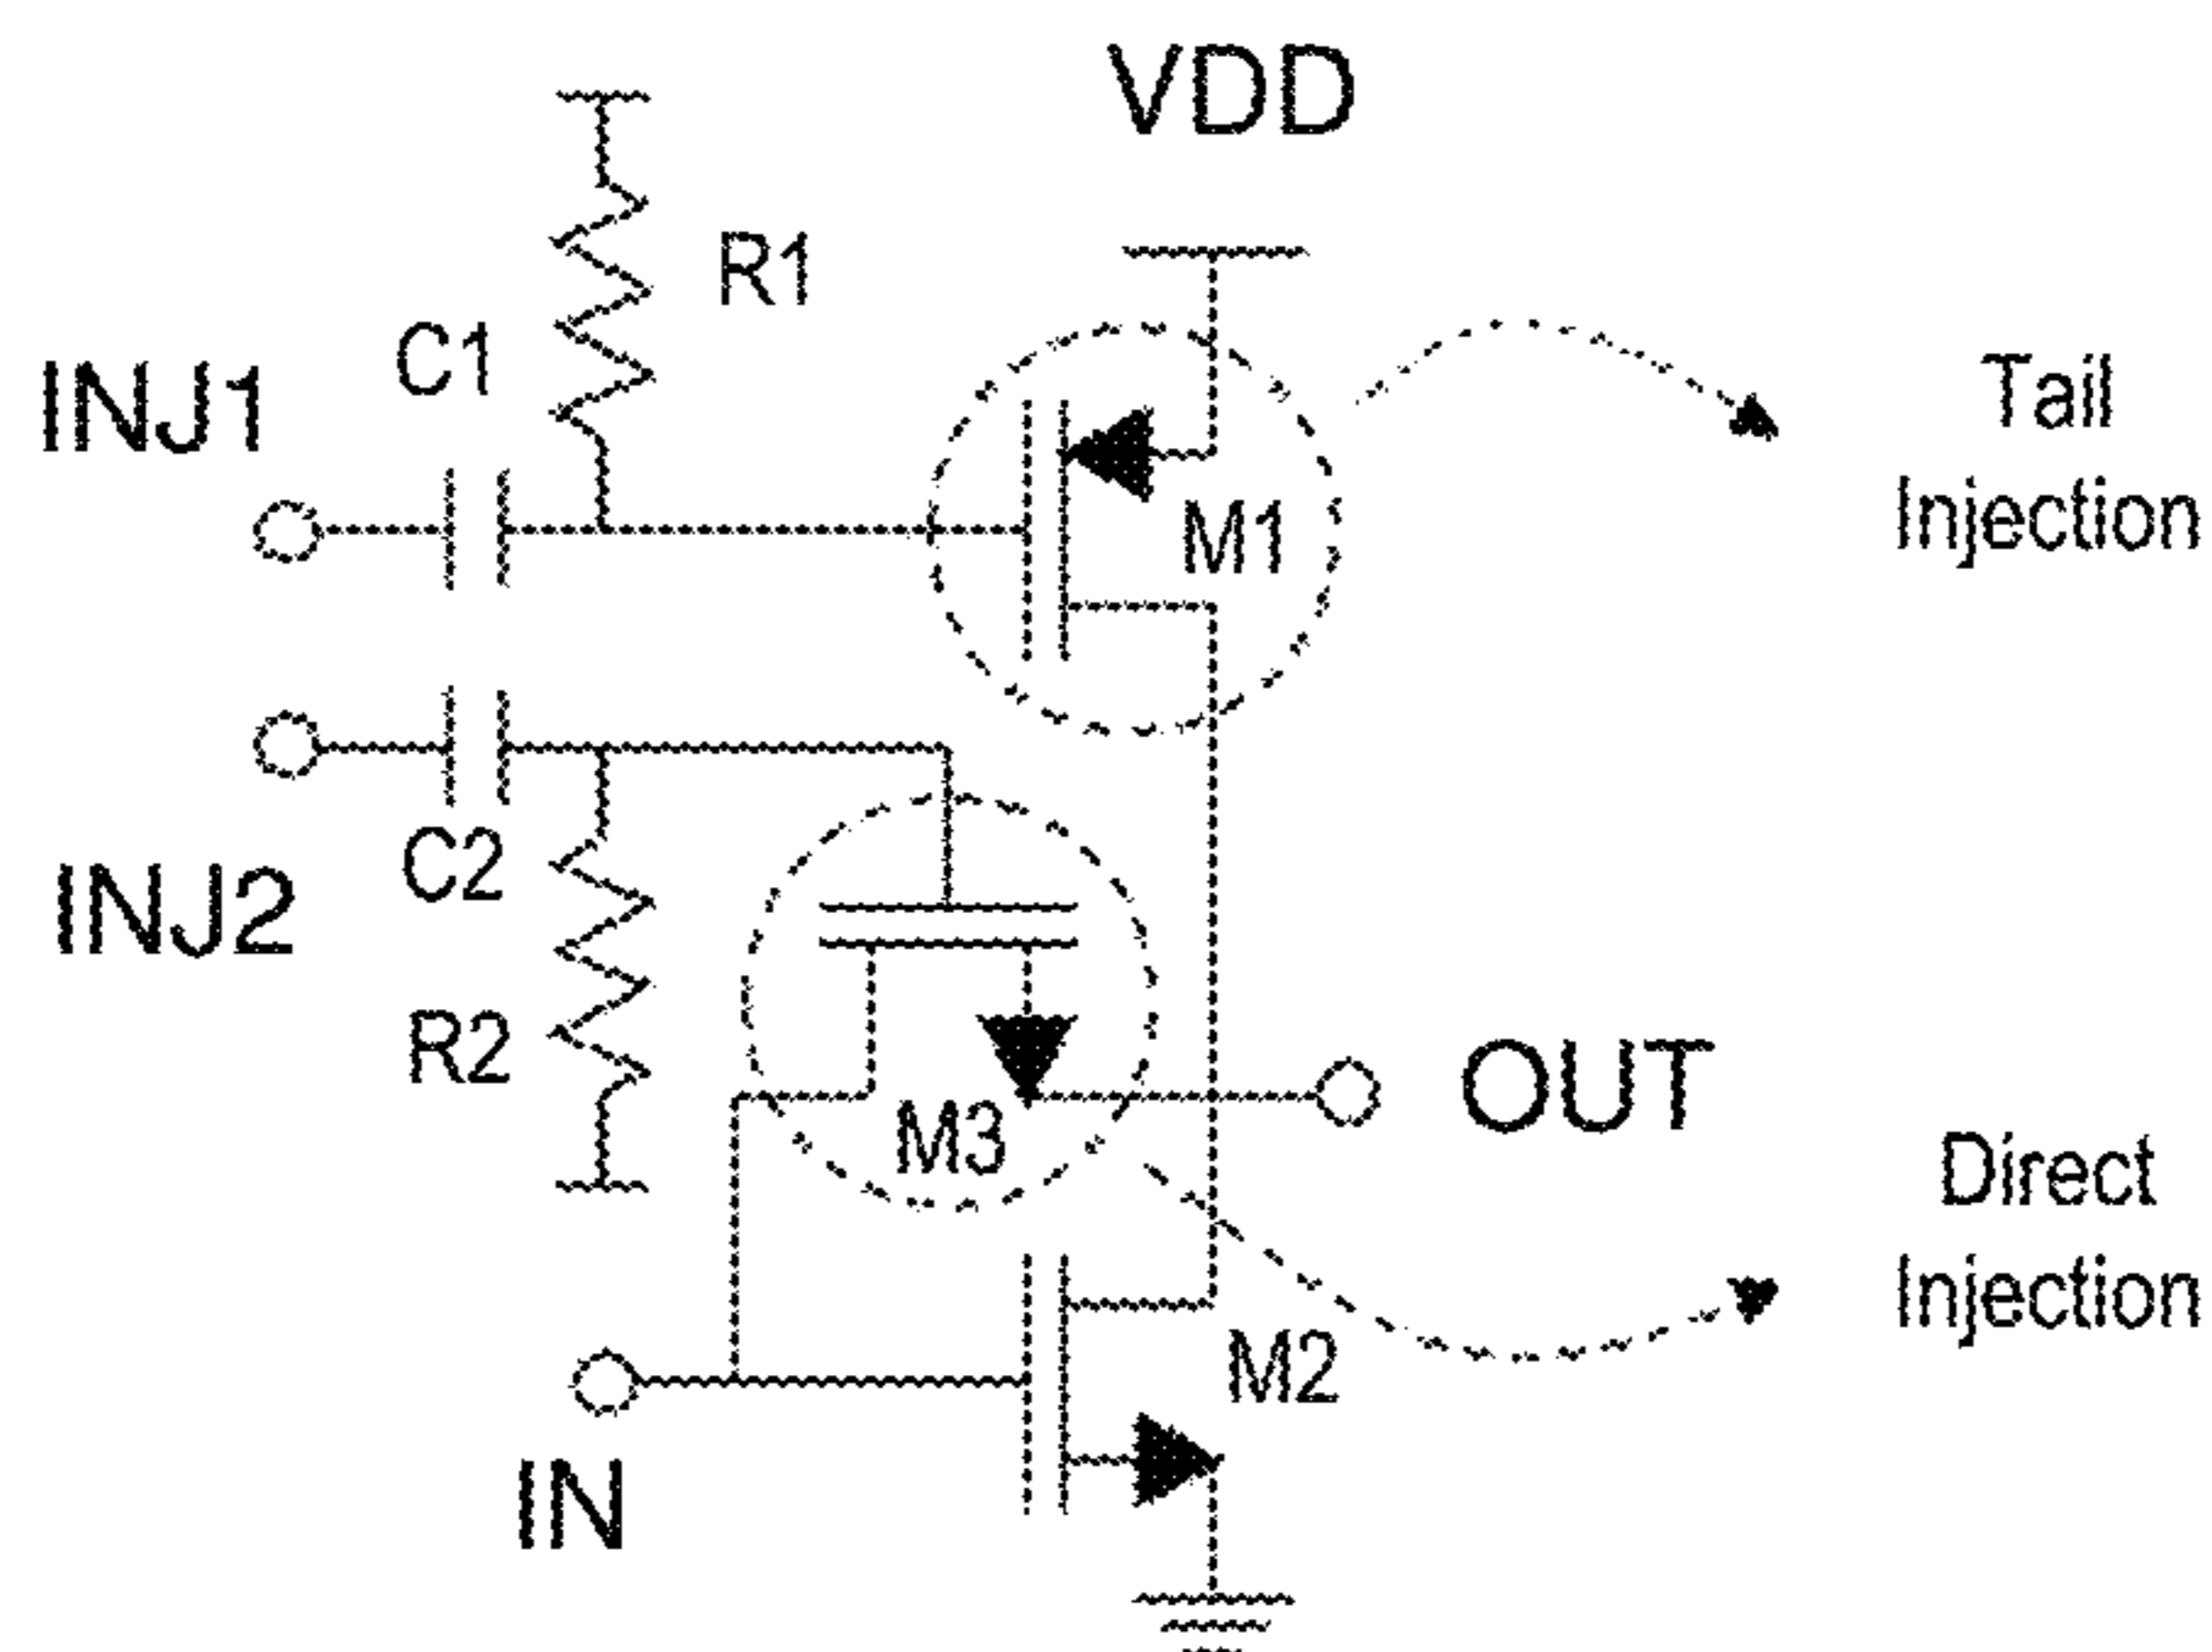 VDD
R1
C1
INJ1
Tail
Injection
M1
C2
INJ2
R2
OUT
M3
Direct
Injection
M2
IN